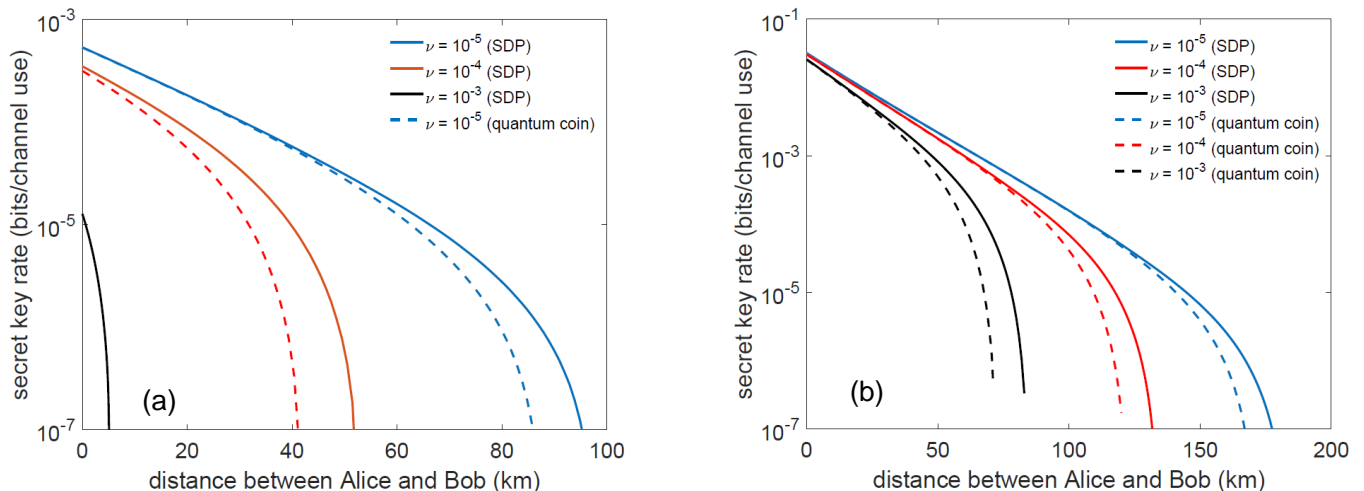 10⁻³
10⁻⁵
10⁻⁷
secret key rate (bits/channel use)
ν = 10⁻⁵ (SDP)
ν = 10⁻⁴ (SDP)
ν = 10⁻³ (SDP)
ν = 10⁻⁵ (quantum coin)
(a)
0 20 40 60 80 100
distance between Alice and Bob (km)
10⁻¹
10⁻³
10⁻⁵
10⁻⁷
secret key rate (bits/channel use)
ν = 10⁻⁵ (SDP)
ν = 10⁻⁴ (SDP)
ν = 10⁻³ (SDP)
ν = 10⁻⁵ (quantum coin)
ν = 10⁻⁴ (quantum coin)
ν = 10⁻³ (quantum coin)
(b)
0 50 100 150 200
distance between Alice and Bob (km)